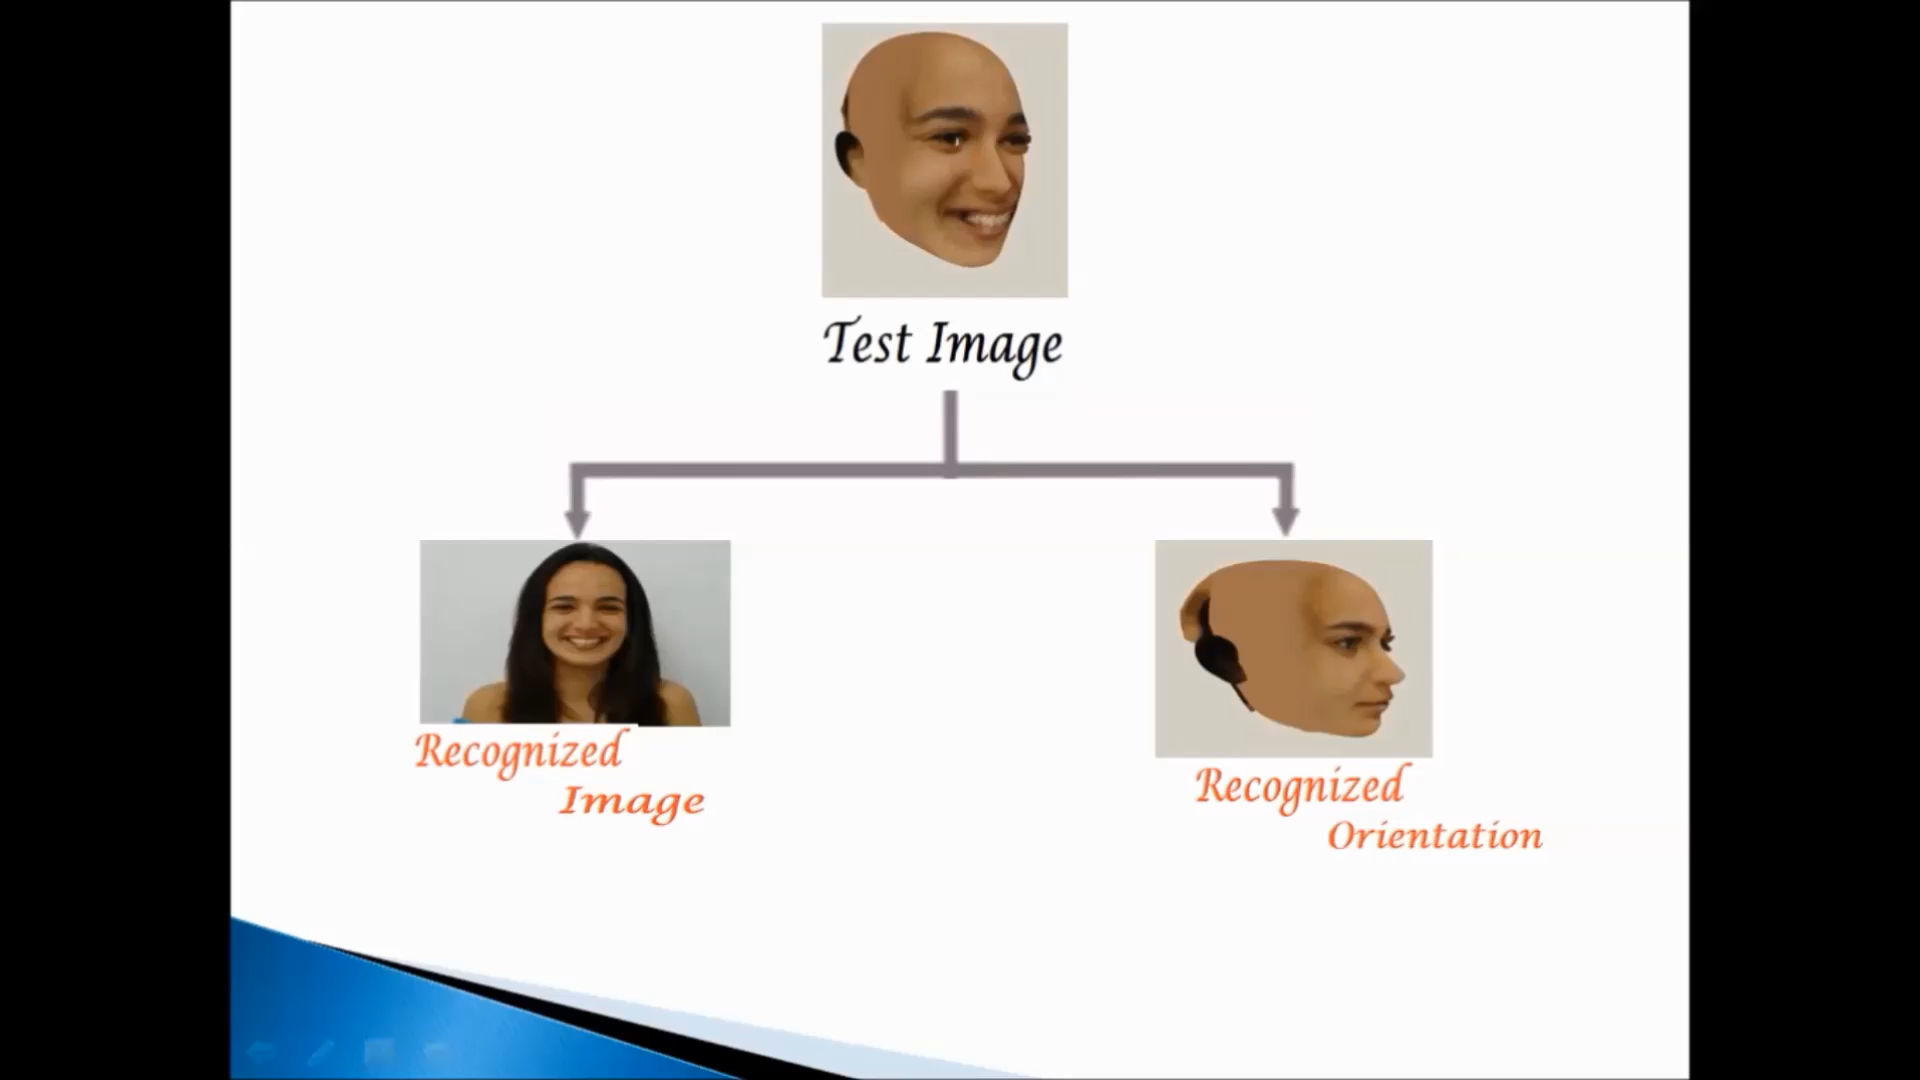 Test Image
Recognized
Image
Recognized
Orientation